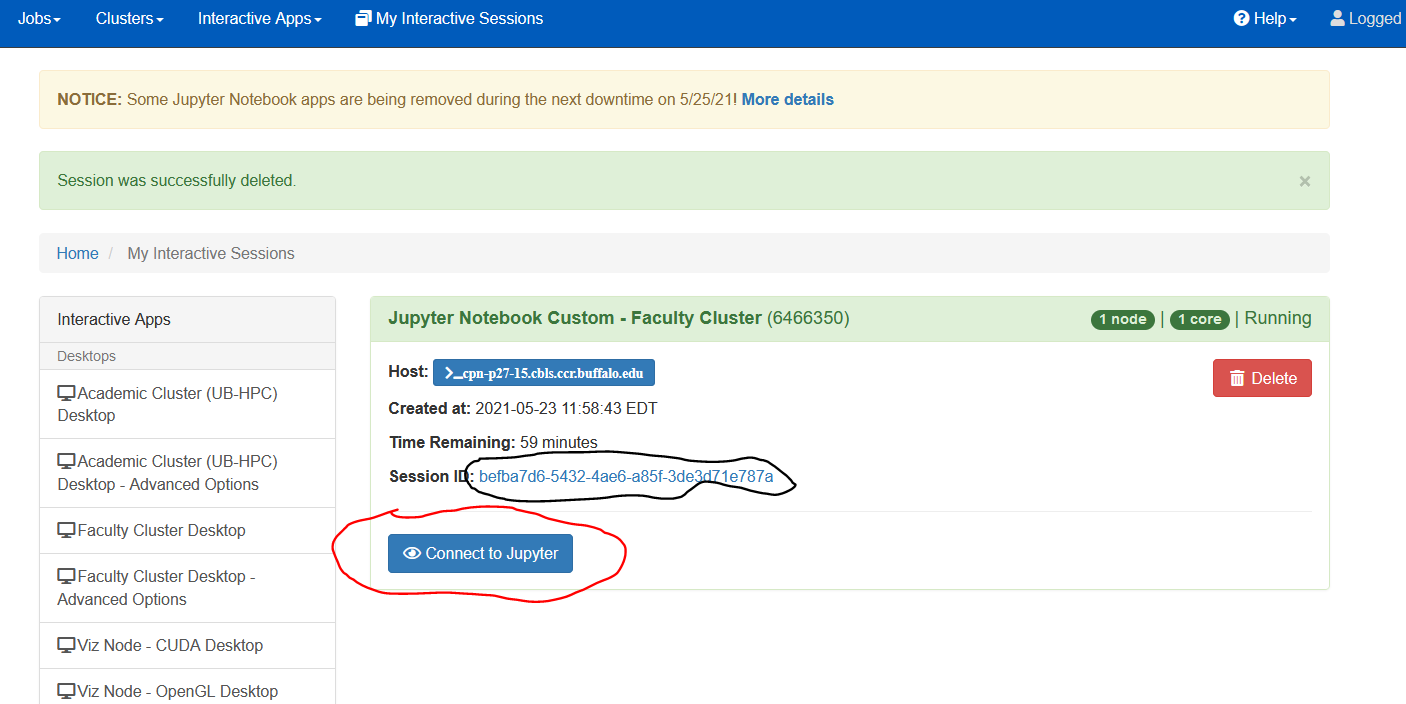 Jobs Clusters Interactive Apps My Interactive Sessions Help Logged
NOTICE: Some Jupyter Notebook apps are being removed during the next downtime on 5/25/21! More details
Session was successfully deleted. ×
Home / My Interactive Sessions
Interactive Apps
Desktops
Academic Cluster (UB-HPC)
Desktop
Academic Cluster (UB-HPC)
Desktop - Advanced Options
Faculty Cluster Desktop
Faculty Cluster Desktop -
Advanced Options
Viz Node - CUDA Desktop
Viz Node - OpenGL Desktop
Jupyter Notebook Custom - Faculty Cluster (6466350) 1 node | 1 core | Running
Host: >_cpn-p27-15.cbls.ccr.buffalo.edu
Delete
Created at: 2021-05-23 11:58:43 EDT
Time Remaining: 59 minutes
Session ID: befba7d6-5432-4ae6-a85f-3de3d71e787a
Connect to Jupyter